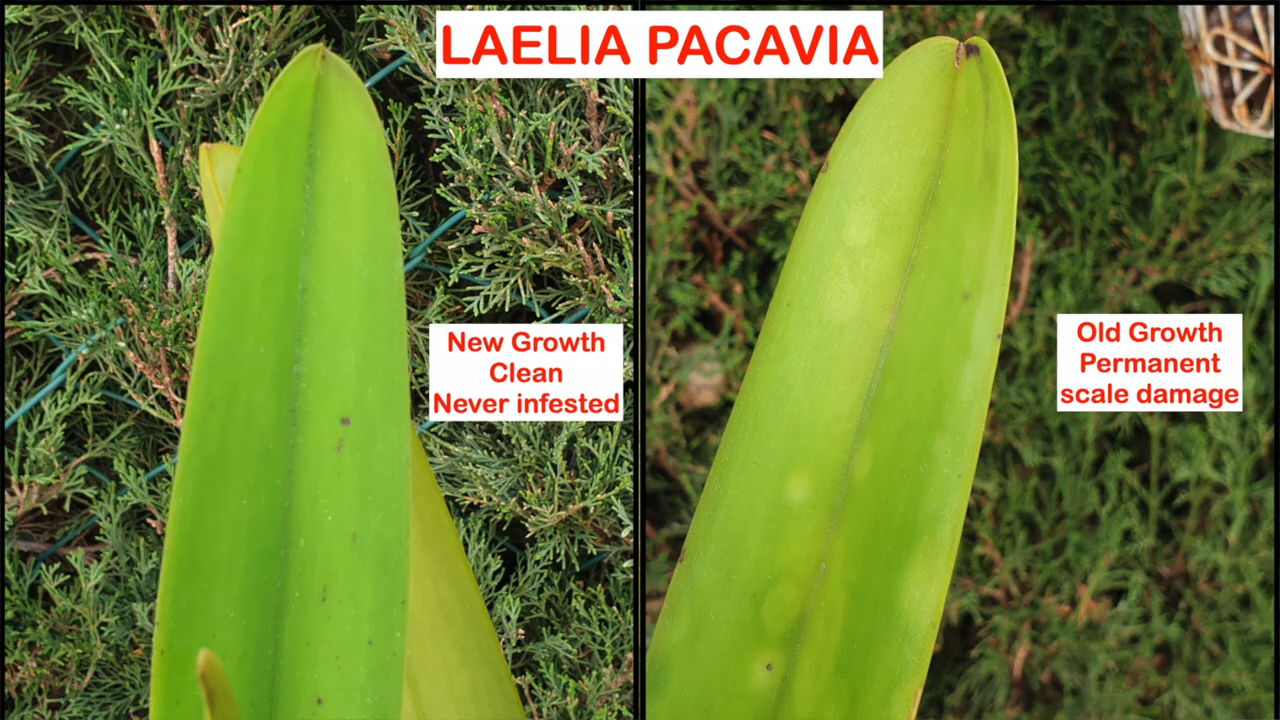 LAELIA PACAVIA
New Growth
Clean
Never infested
Old Growth
Permanent
scale damage